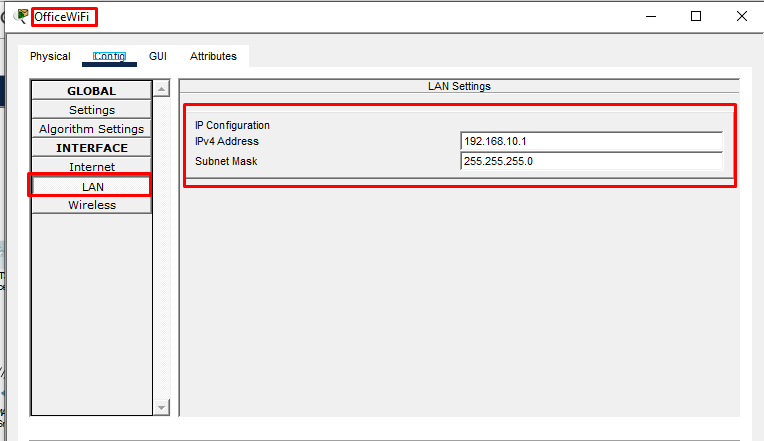 OfficeWiFi
Physical Config GUI Attributes
GLOBAL
Settings
Algorithm Settings
INTERFACE
Internet
LAN
Wireless
LAN Settings
IP Configuration
IPv4 Address 192.168.10.1
Subnet Mask 255.255.255.0